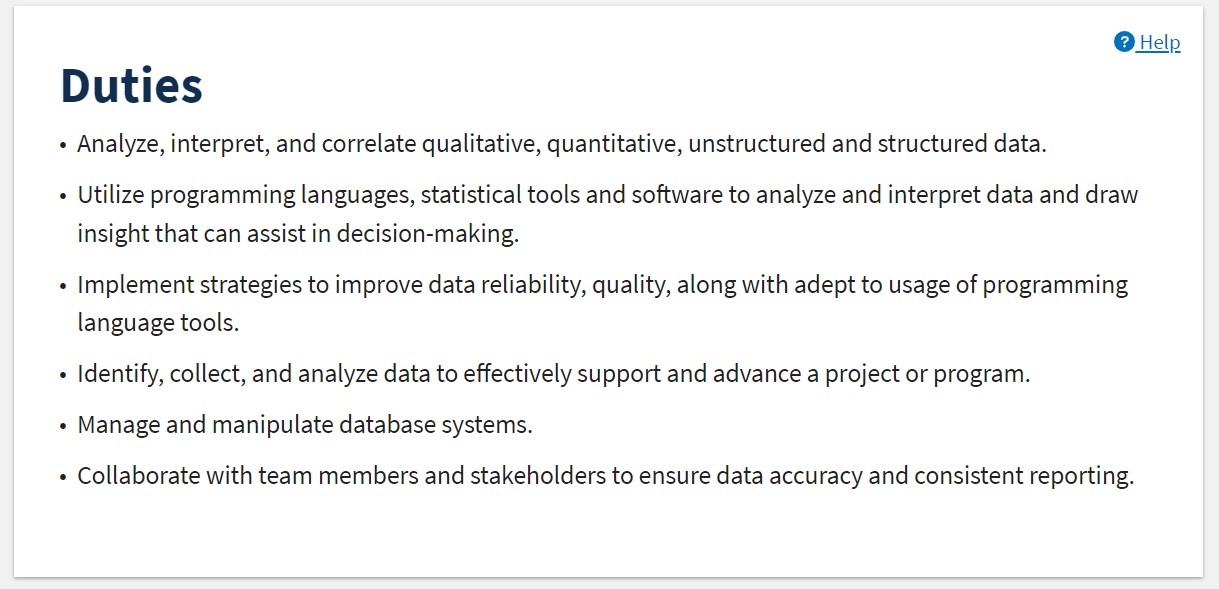 Help
Duties
• Analyze, interpret, and correlate qualitative, quantitative, unstructured and structured data.
• Utilize programming languages, statistical tools and software to analyze and interpret data and draw
insight that can assist in decision-making.
• Implement strategies to improve data reliability, quality, along with adept to usage of programming
language tools.
• Identify, collect, and analyze data to effectively support and advance a project or program.
• Manage and manipulate database systems.
• Collaborate with team members and stakeholders to ensure data accuracy and consistent reporting.